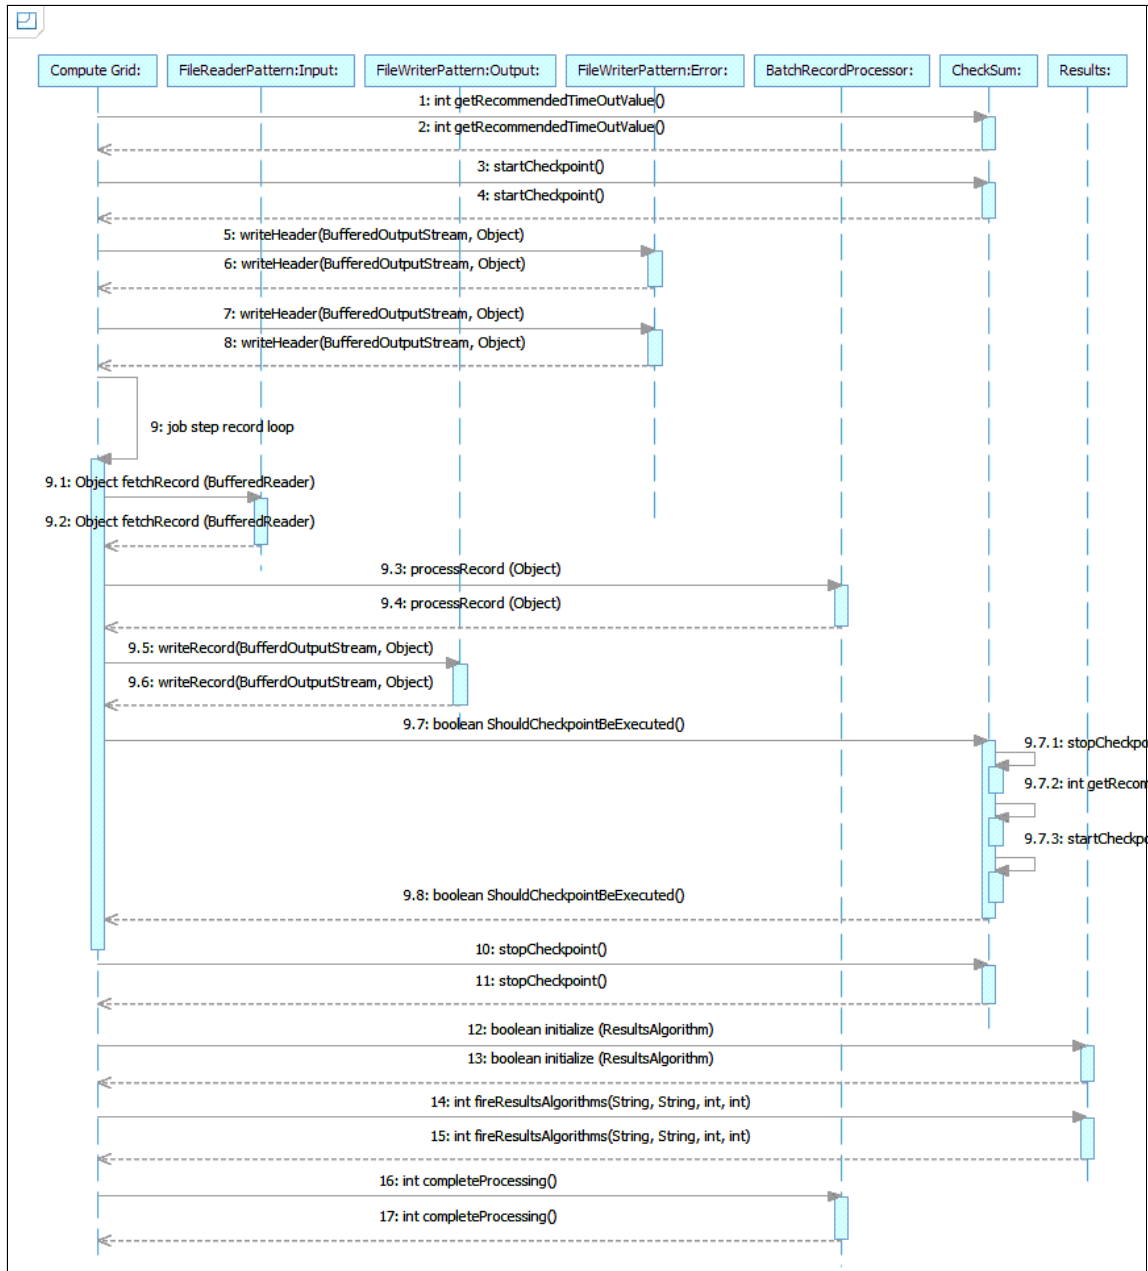 Compute Grid:
FileReaderPattern:Input:
FileWriterPattern:Output:
FileWriterPattern:Error:
BatchRecordProcessor:
CheckSum:
Results:
1: int getRecommendedTimeOutValue()
2: int getRecommendedTimeOutValue()
3: startCheckpoint()
4: startCheckpoint()
5: writeHeader(BufferedOutputStream, Object)
6: writeHeader(BufferedOutputStream, Object)
7: writeHeader(BufferedOutputStream, Object)
8: writeHeader(BufferedOutputStream, Object)
9: job step record loop
9.1: Object fetchRecord (BufferedReader)
9.2: Object fetchRecord (BufferedReader)
9.3: processRecord (Object)
9.4: processRecord (Object)
9.5: writeRecord(BufferdOutputStream, Object)
9.6: writeRecord(BufferdOutputStream, Object)
9.7: boolean ShouldCheckpointBeExecuted()
9.7.1: stopCheckpo
9.7.2: int getRecom
9.7.3: startCheckpo
9.8: boolean ShouldCheckpointBeExecuted()
10: stopCheckpoint()
11: stopCheckpoint()
12: boolean initialize (ResultsAlgorithm)
13: boolean initialize (ResultsAlgorithm)
14: int fireResultsAlgorithms(String, String, int, int)
15: int fireResultsAlgorithms(String, String, int, int)
16: int completeProcessing()
17: int completeProcessing()